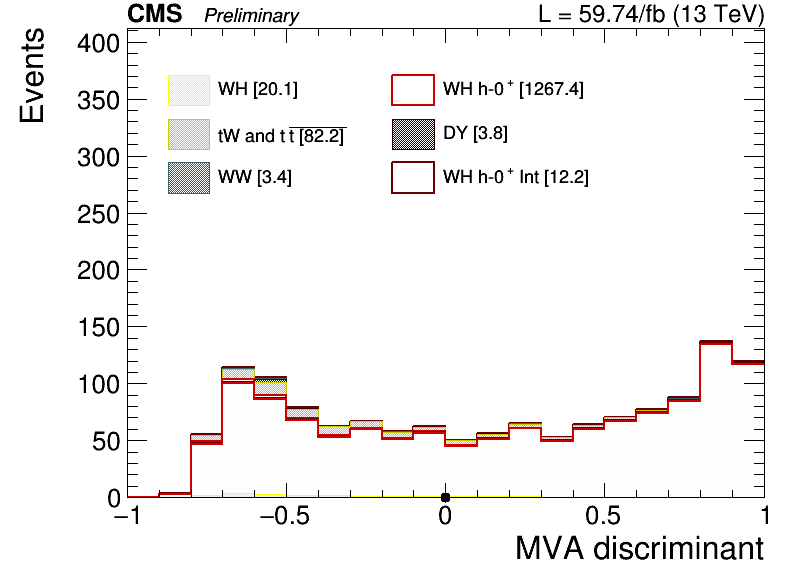 CMS Preliminary L = 59.74/fb (13 TeV)
Events
400
350
300
250
200
150
100
50
0
WH [20.1]
WH h-0⁺ [1267.4]
tW and t t̅ [82.2]
DY [3.8]
WW [3.4]
WH h-0⁺ Int [12.2]
−1 −0.5 0 0.5 1
MVA discriminant